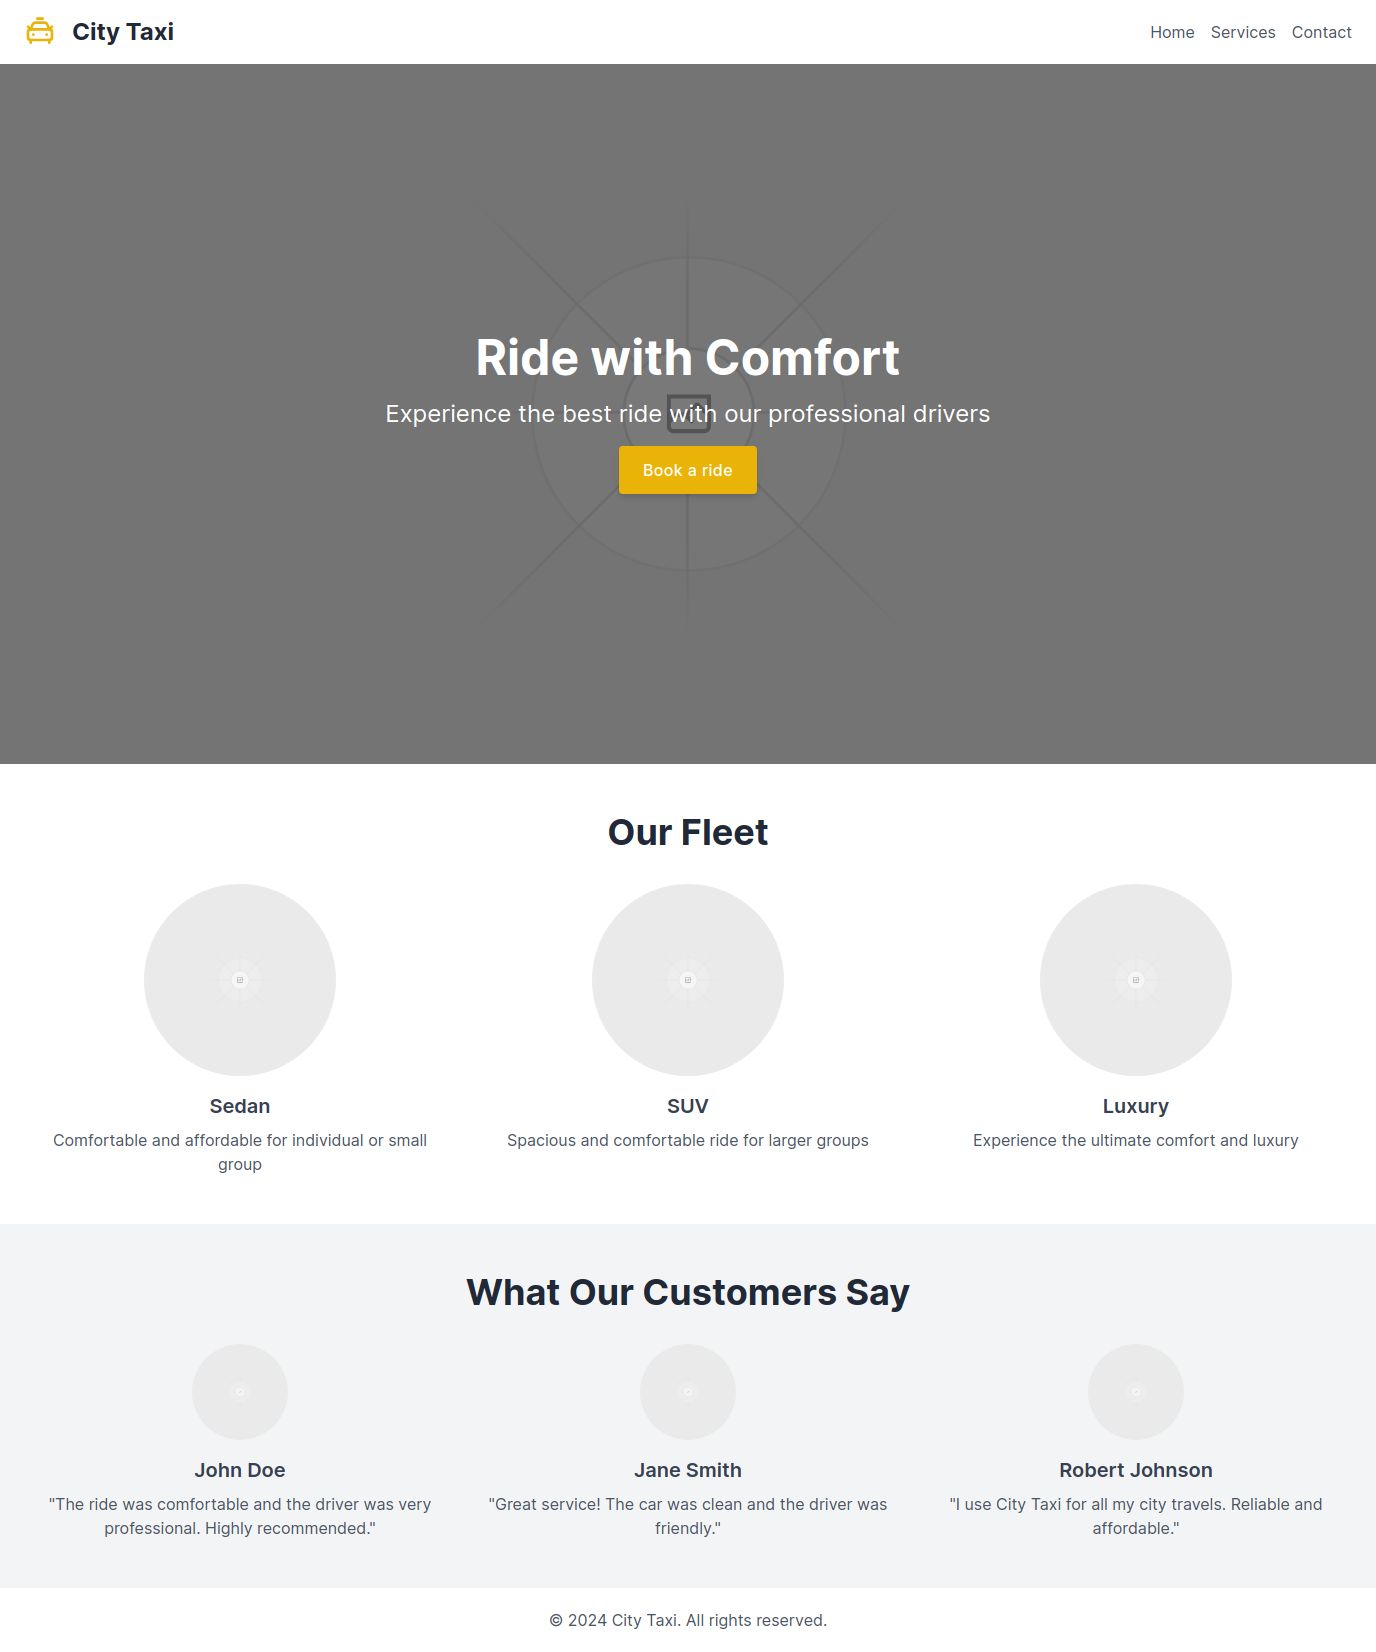 City Taxi
Home Services Contact
Ride with Comfort
Experience the best ride with our professional drivers
Book a ride
Our Fleet
Sedan
Comfortable and affordable for individual or small
group
SUV
Spacious and comfortable ride for larger groups
Luxury
Experience the ultimate comfort and luxury
What Our Customers Say
John Doe
"The ride was comfortable and the driver was very
professional. Highly recommended."
Jane Smith
"Great service! The car was clean and the driver was
friendly."
Robert Johnson
"I use City Taxi for all my city travels. Reliable and
affordable."
© 2024 City Taxi. All rights reserved.